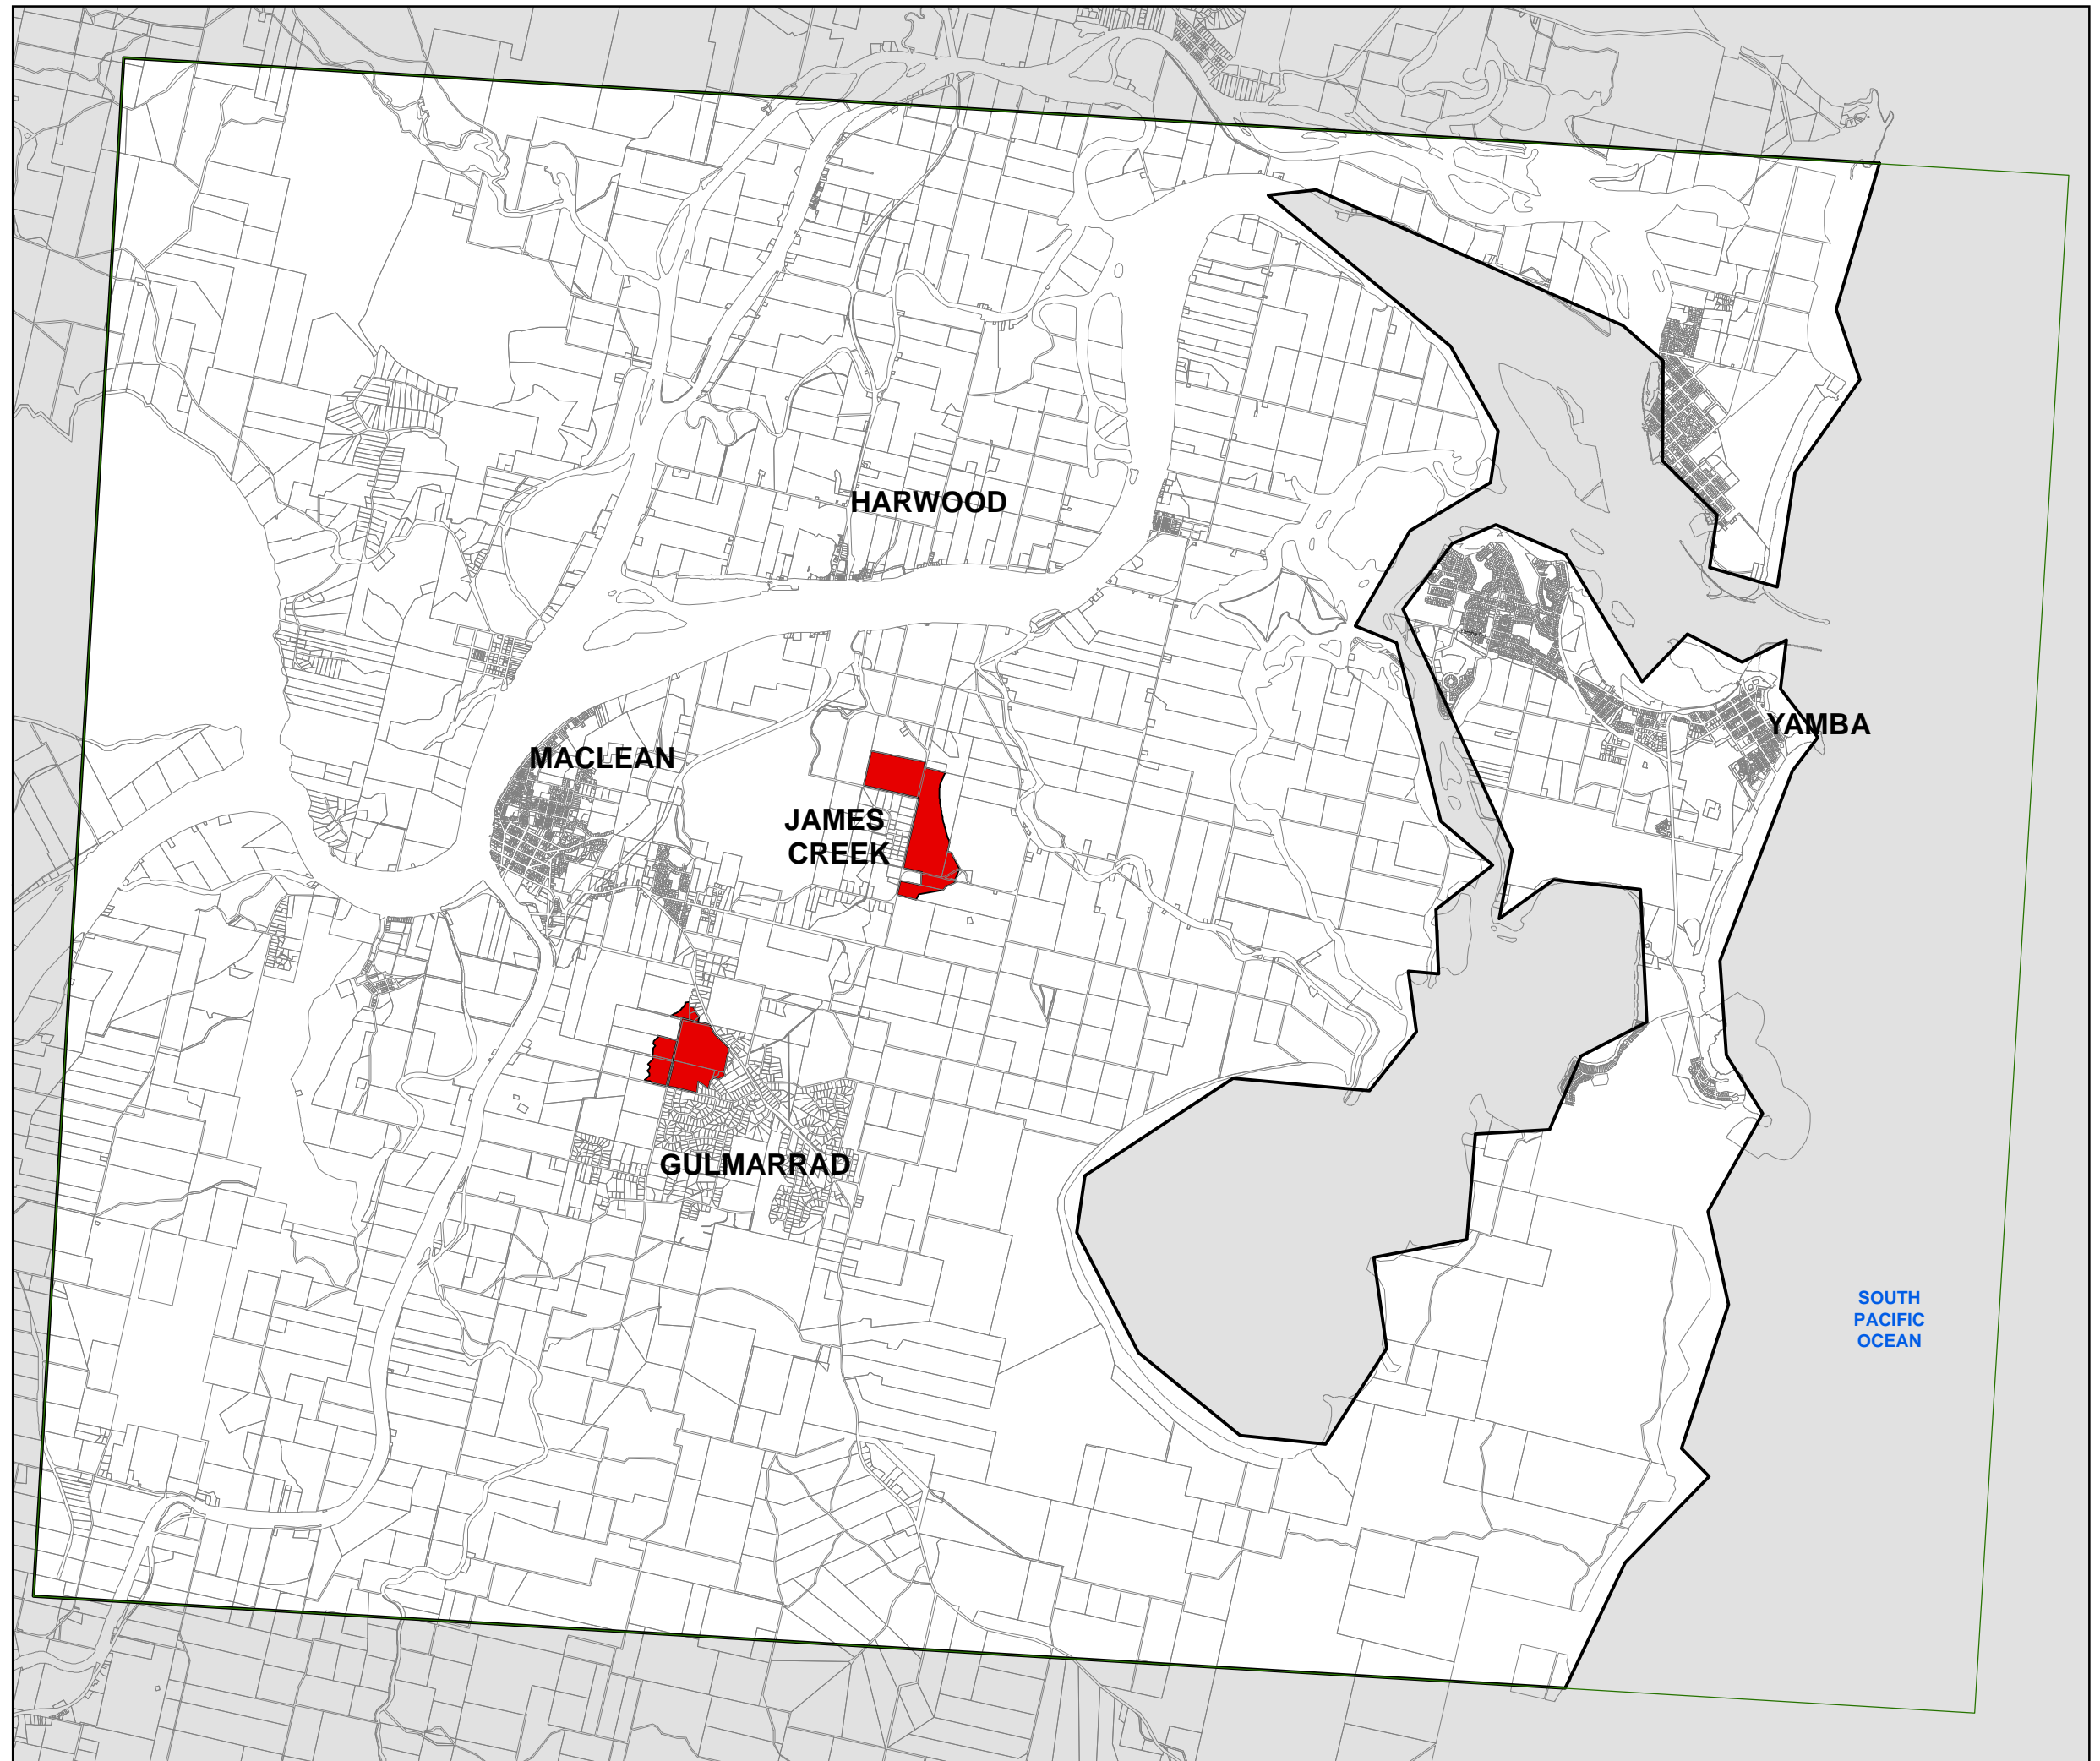 HARWOOD
YAMBA
MACLEAN
JAMES
CREEK
GULMARRAD
SOUTH
PACIFIC
OCEAN